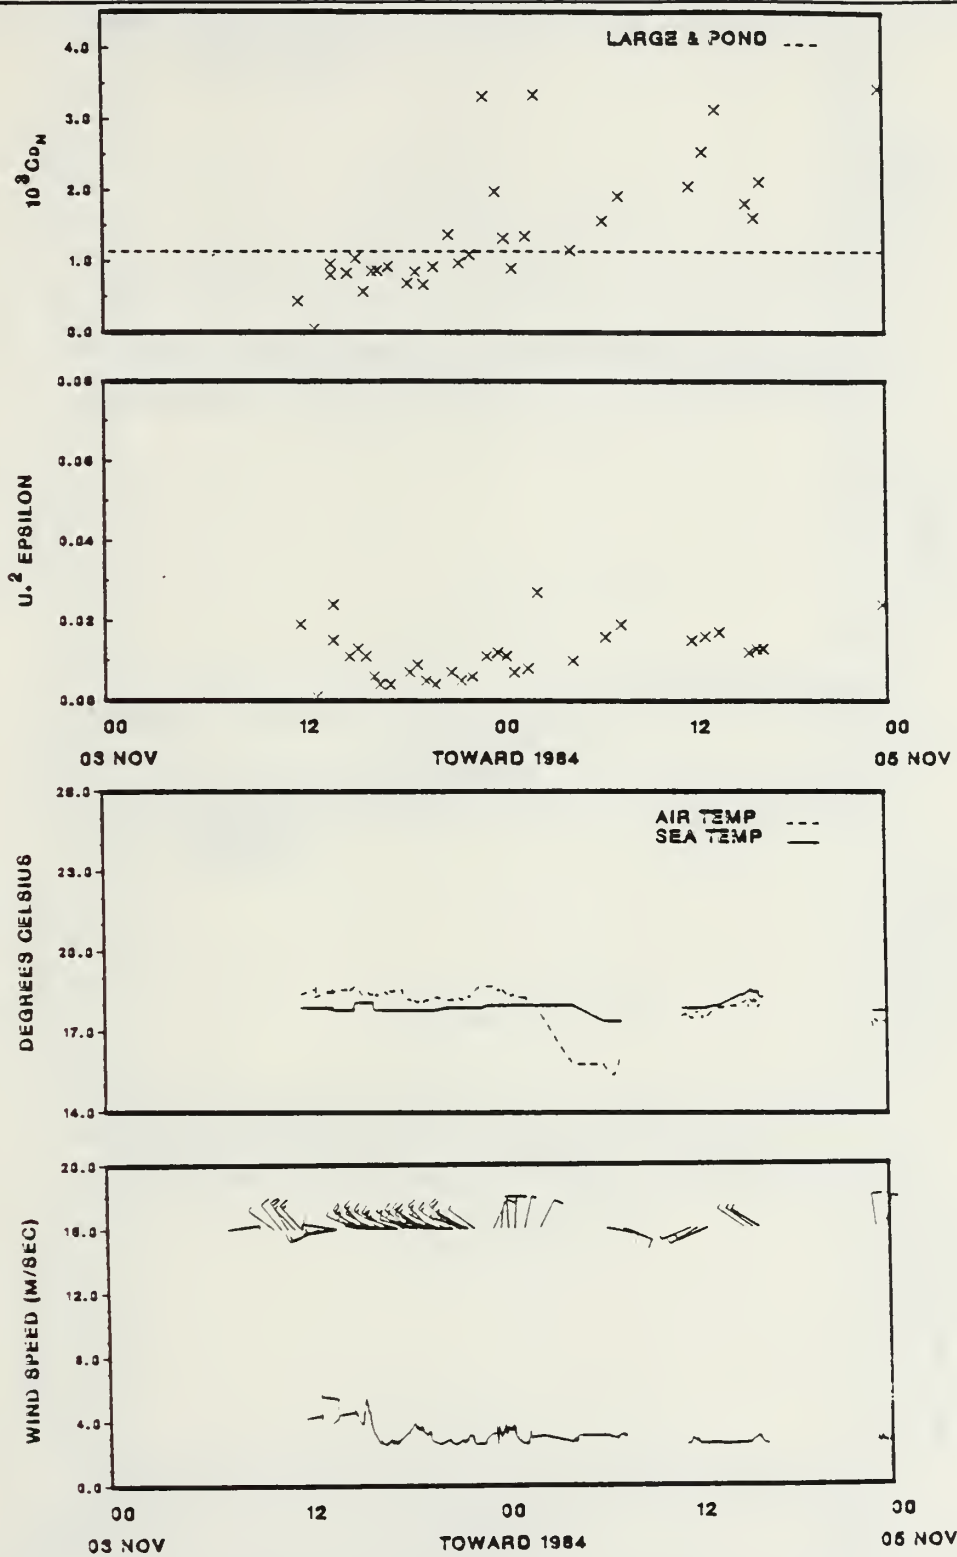 LARGE & POND
4.0
3.0
2.0
1.0
0.0
10³CDN
0.08
0.06
0.04
0.02
0.00
U.² EPSILON
00 12 00 12 00
03 NOV TOWARD 1984 05 NOV
AIR TEMP
SEA TEMP
26.0
23.0
20.0
17.0
14.0
DEGREES CELSIUS
20.0
16.0
12.0
8.0
4.0
0.0
WIND SPEED (M/SEC)
00 12 00 12 00
03 NOV TOWARD 1984 05 NOV